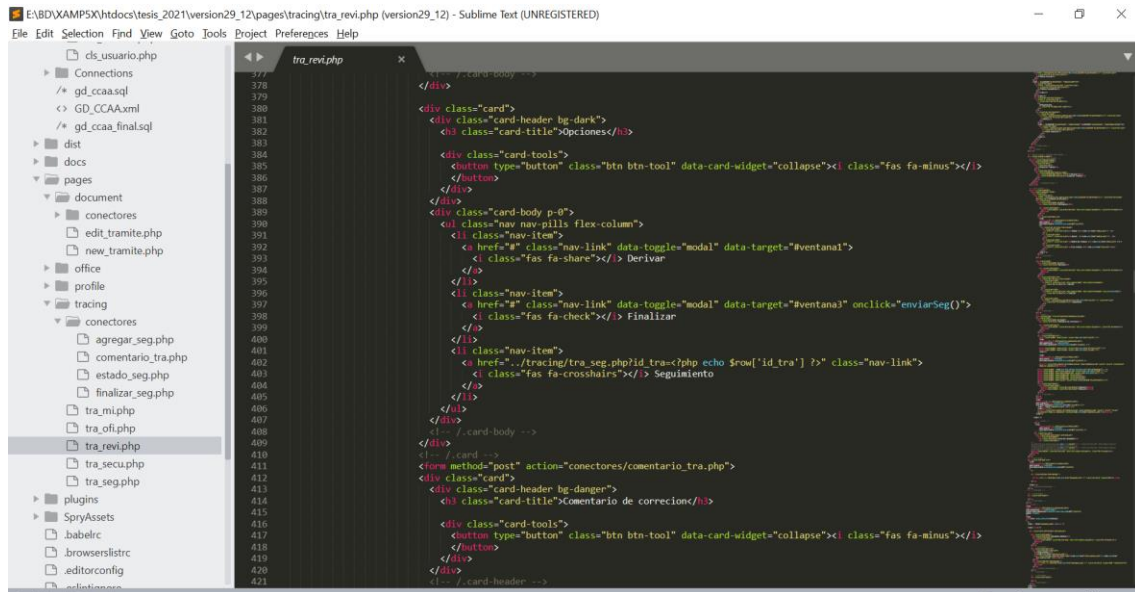 E:\BD\XAMP5X\htdocs\tesis_2021\version29_12\pages\tracing\tra_revi.php (version29_12) - Sublime Text (UNREGISTERED)
File Edit Selection Find View Goto Tools Project Preferences Help
cls_usuario.php
Connections
/* gd_ccaa.sql
<> GD_CCAA.xml
/* gd_ccaa_final.sql
dist
docs
pages
document
conectores
edit_tramite.php
new_tramite.php
office
profile
tracing
conectores
agregar_seg.php
comentario_tra.php
estado_seg.php
finalizar_seg.php
tra_mi.php
tra_ofi.php
tra_revi.php
tra_secu.php
tra_seg.php
plugins
SpryAssets
.babelrc
.browserslistrc
.editorconfig
.eslintignore
tra_revi.php ×
377 <!-- /.card-body -->
378 </div>
379
380 <div class="card">
381 <div class="card-header bg-dark">
382 <h3 class="card-title">Opciones</h3>
383
384 <div class="card-tools">
385 <button type="button" class="btn btn-tool" data-card-widget="collapse"><i class="fas fa-minus"></i>
386 </button>
387 </div>
388 </div>
389 <div class="card-body p-0">
390 <ul class="nav nav-pills flex-column">
391 <li class="nav-item">
392 <a href="#" class="nav-link" data-toggle="modal" data-target="#ventana1">
393 <i class="fas fa-share"></i> Derivar
394 </a>
395 </li>
396 <li class="nav-item">
397 <a href="#" class="nav-link" data-toggle="modal" data-target="#ventana3" onclick="enviarSeg()">
398 <i class="fas fa-check"></i> Finalizar
399 </a>
400 </li>
401 <li class="nav-item">
402 <a href="../tracing/tra_seg.php?id_tra=<?php echo $row['id_tra'] ?>" class="nav-link">
403 <i class="fas fa-crosshairs"></i> Seguimiento
404 </a>
405 </li>
406 </ul>
407 </div>
408 <!-- /.card-body -->
409 </div>
410 <!-- /.card -->
411 <form method="post" action="conectores/comentario_tra.php">
412 <div class="card">
413 <div class="card-header bg-danger">
414 <h3 class="card-title">Comentario de correcion</h3>
415
416 <div class="card-tools">
417 <button type="button" class="btn btn-tool" data-card-widget="collapse"><i class="fas fa-minus"></i>
418 </button>
419 </div>
420 </div>
421 <!-- /.card-header -->